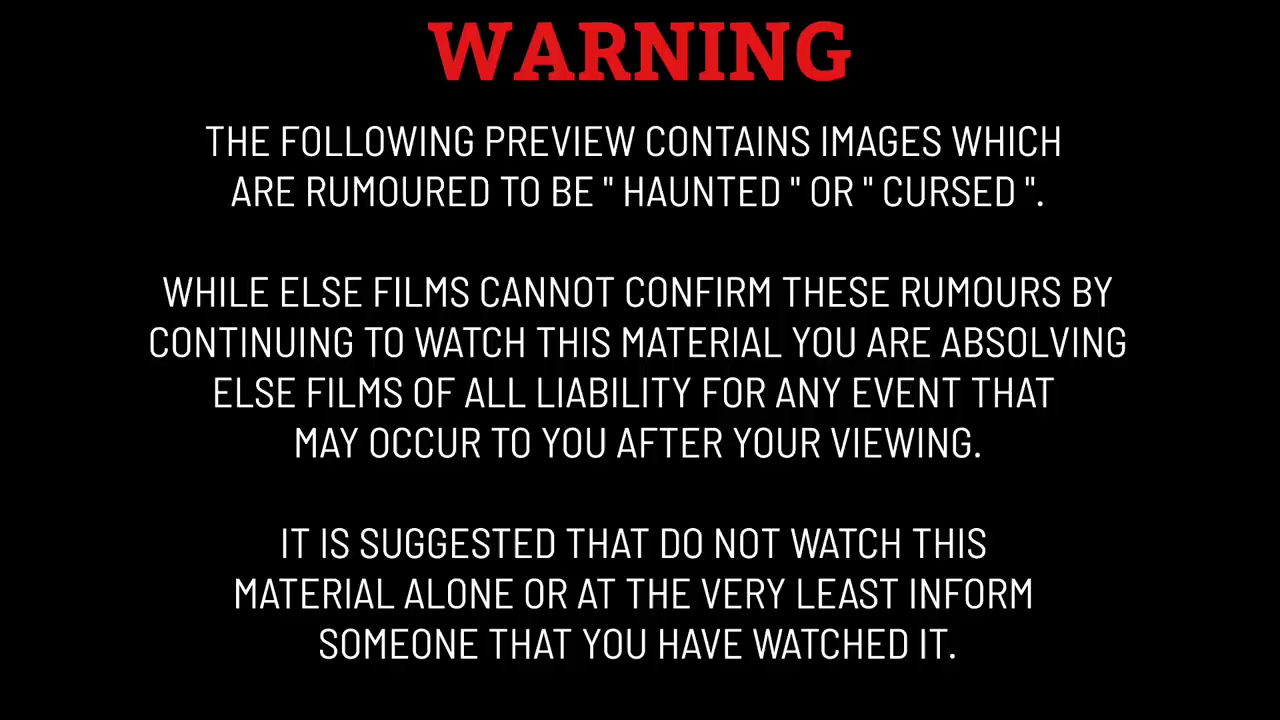 WARNING
THE FOLLOWING PREVIEW CONTAINS IMAGES WHICH
ARE RUMOURED TO BE " HAUNTED " OR " CURSED ".
WHILE ELSE FILMS CANNOT CONFIRM THESE RUMOURS BY
CONTINUING TO WATCH THIS MATERIAL YOU ARE ABSOLVING
ELSE FILMS OF ALL LIABILITY FOR ANY EVENT THAT
MAY OCCUR TO YOU AFTER YOUR VIEWING.
IT IS SUGGESTED THAT DO NOT WATCH THIS
MATERIAL ALONE OR AT THE VERY LEAST INFORM
SOMEONE THAT YOU HAVE WATCHED IT.